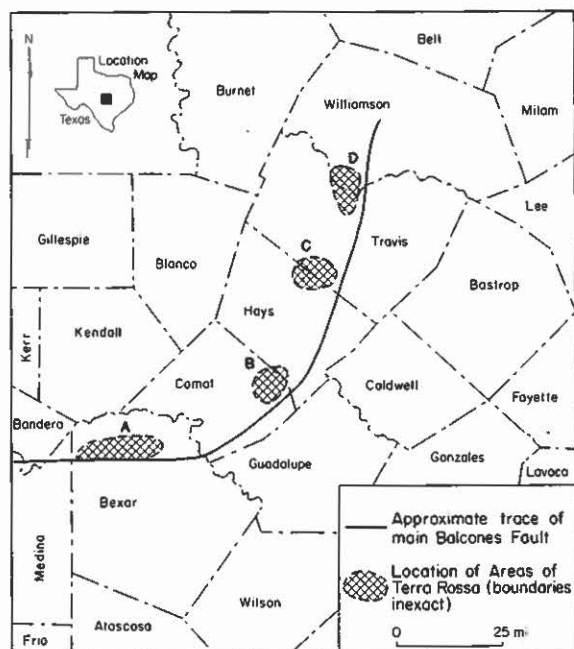 N
Location
Map
Texas
Burnet
Belt
Williamson
Milam
D
Lee
Gillespie
Blanco
C
Travis
Bastrop
Hays
Kerr
Kendall
B
Comal
Caldwell
Fayette
Bandera
A
Guadalupe
Gonzales
Lavaca
Bexar
Medina
Wilson
Frio
Atascosa
Approximate trace of
main Balcones Fault
Location of Areas of
Terra Rossa (boundaries
inexact)
0 25 mi